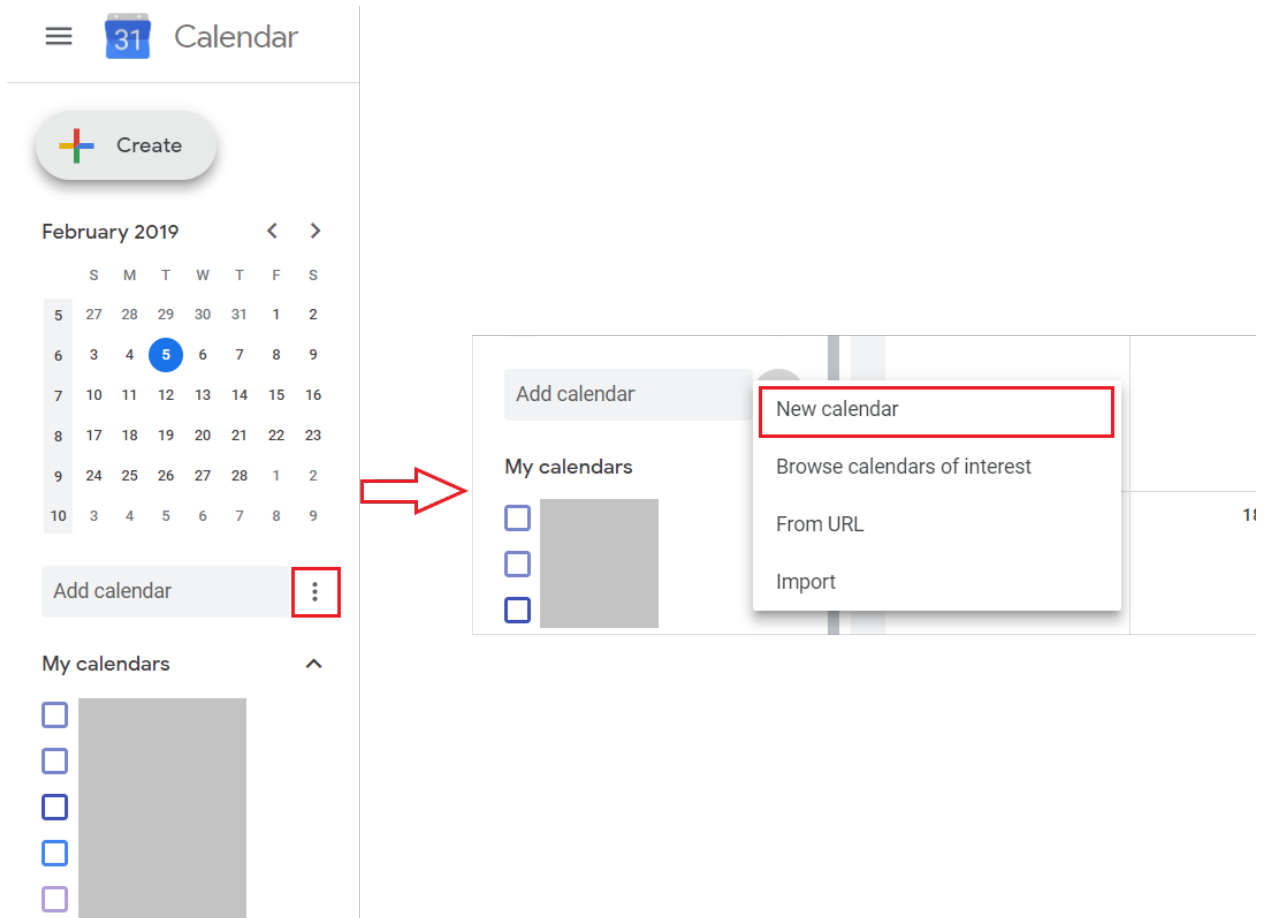 31 Calendar
Create
February 2019
S M T W T F S
5 27 28 29 30 31 1 2
6 3 4 5 6 7 8 9
7 10 11 12 13 14 15 16
8 17 18 19 20 21 22 23
9 24 25 26 27 28 1 2
10 3 4 5 6 7 8 9
Add calendar
My calendars
Add calendar
My calendars
New calendar
Browse calendars of interest
From URL
Import